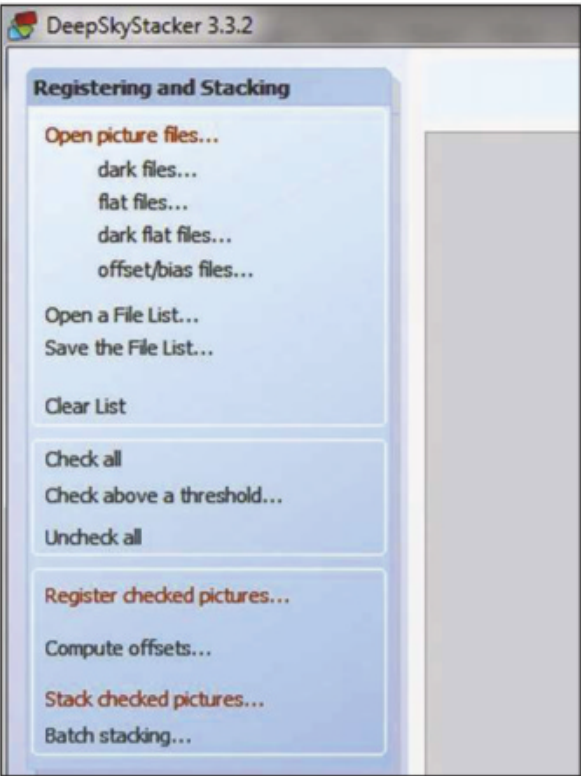 DeepSkyStacker 3.3.2
Registering and Stacking
Open picture files...
dark files...
flat files...
dark flat files...
offset/bias files...
Open a File List...
Save the File List...
Clear List
Check all
Check above a threshold...
Uncheck all
Register checked pictures...
Compute offsets...
Stack checked pictures...
Batch stacking...